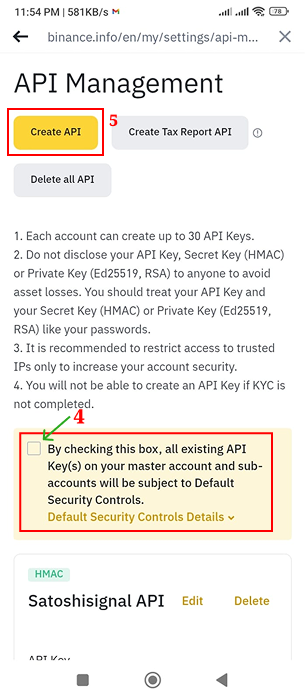 11:54 PM | 581KB/s
78
binance.info/en/my/settings/api-m...
API Management
Create API
5
Create Tax Report API
Delete all API
1. Each account can create up to 30 API Keys.
2. Do not disclose your API Key, Secret Key (HMAC)
or Private Key (Ed25519, RSA) to anyone to avoid
asset losses. You should treat your API Key and
your Secret Key (HMAC) or Private Key (Ed25519,
RSA) like your passwords.
3. It is recommended to restrict access to trusted
IPs only to increase your account security.
4. You will not be able to create an API Key if KYC is
not completed.
4
By checking this box, all existing API
Key(s) on your master account and sub-
accounts will be subject to Default
Security Controls.
Default Security Controls Details
HMAC
Satoshisignal API Edit Delete
API Key